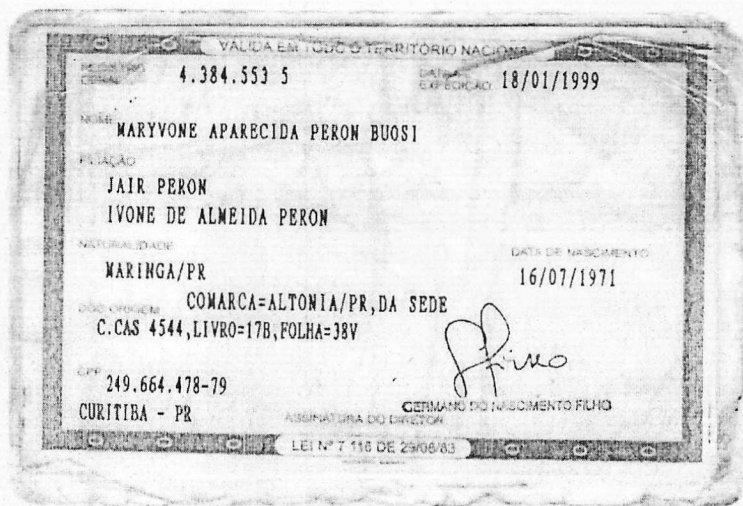 VÁLIDA EM TODO O TERRITÓRIO NACIONAL
REGISTRO GERAL 4.384.553 5 DATA DE EXPEDIÇÃO 18/01/1999
NOME MARYVONE APARECIDA PERON BUOSI
FILIAÇÃO
JAIR PERON
IVONE DE ALMEIDA PERON
NATURALIDADE DATA DE NASCIMENTO
MARINGA/PR 16/07/1971
DOC ORIGEM COMARCA=ALTONIA/PR,DA SEDE
C.CAS 4544,LIVRO=17B,FOLHA=38V
CPF 249.664.478-79
CURITIBA - PR
GERMANO DO NASCIMENTO FILHO
ASSINATURA DO DIRETOR
LEI Nº 7.116 DE 29/08/83